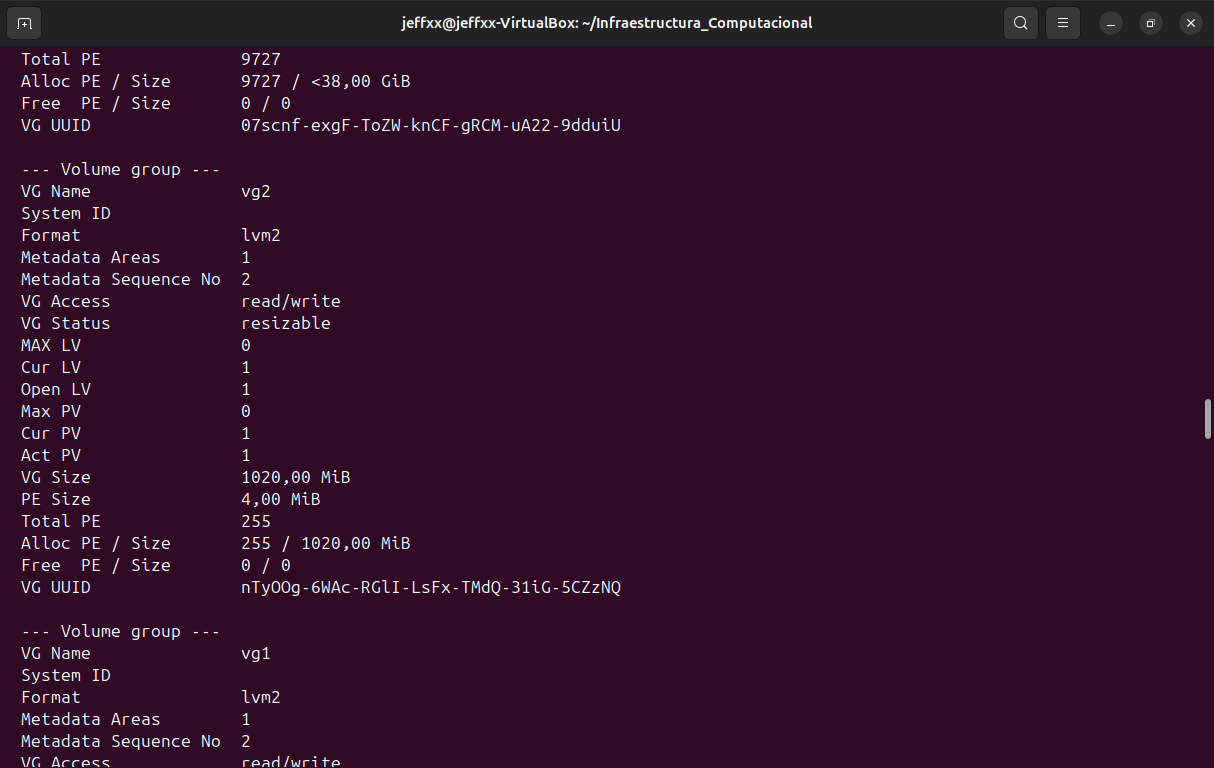 jeffxx@jeffxx-VirtualBox: ~/Infraestructura_Computacional
Total PE              9727
Alloc PE / Size       9727 / <38,00 GiB
Free  PE / Size       0 / 0
VG UUID               07scnf-exgF-ToZW-knCF-gRCM-uA22-9dduiU
--- Volume group ---
VG Name               vg2
System ID
Format                lvm2
Metadata Areas        1
Metadata Sequence No  2
VG Access             read/write
VG Status             resizable
MAX LV                0
Cur LV                1
Open LV               1
Max PV                0
Cur PV                1
Act PV                1
VG Size               1020,00 MiB
PE Size               4,00 MiB
Total PE              255
Alloc PE / Size       255 / 1020,00 MiB
Free  PE / Size       0 / 0
VG UUID               nTyOOg-6WAc-RGlI-LsFx-TMdQ-31iG-5CZzNQ
--- Volume group ---
VG Name               vg1
System ID
Format                lvm2
Metadata Areas        1
Metadata Sequence No  2
VG Access             read/write